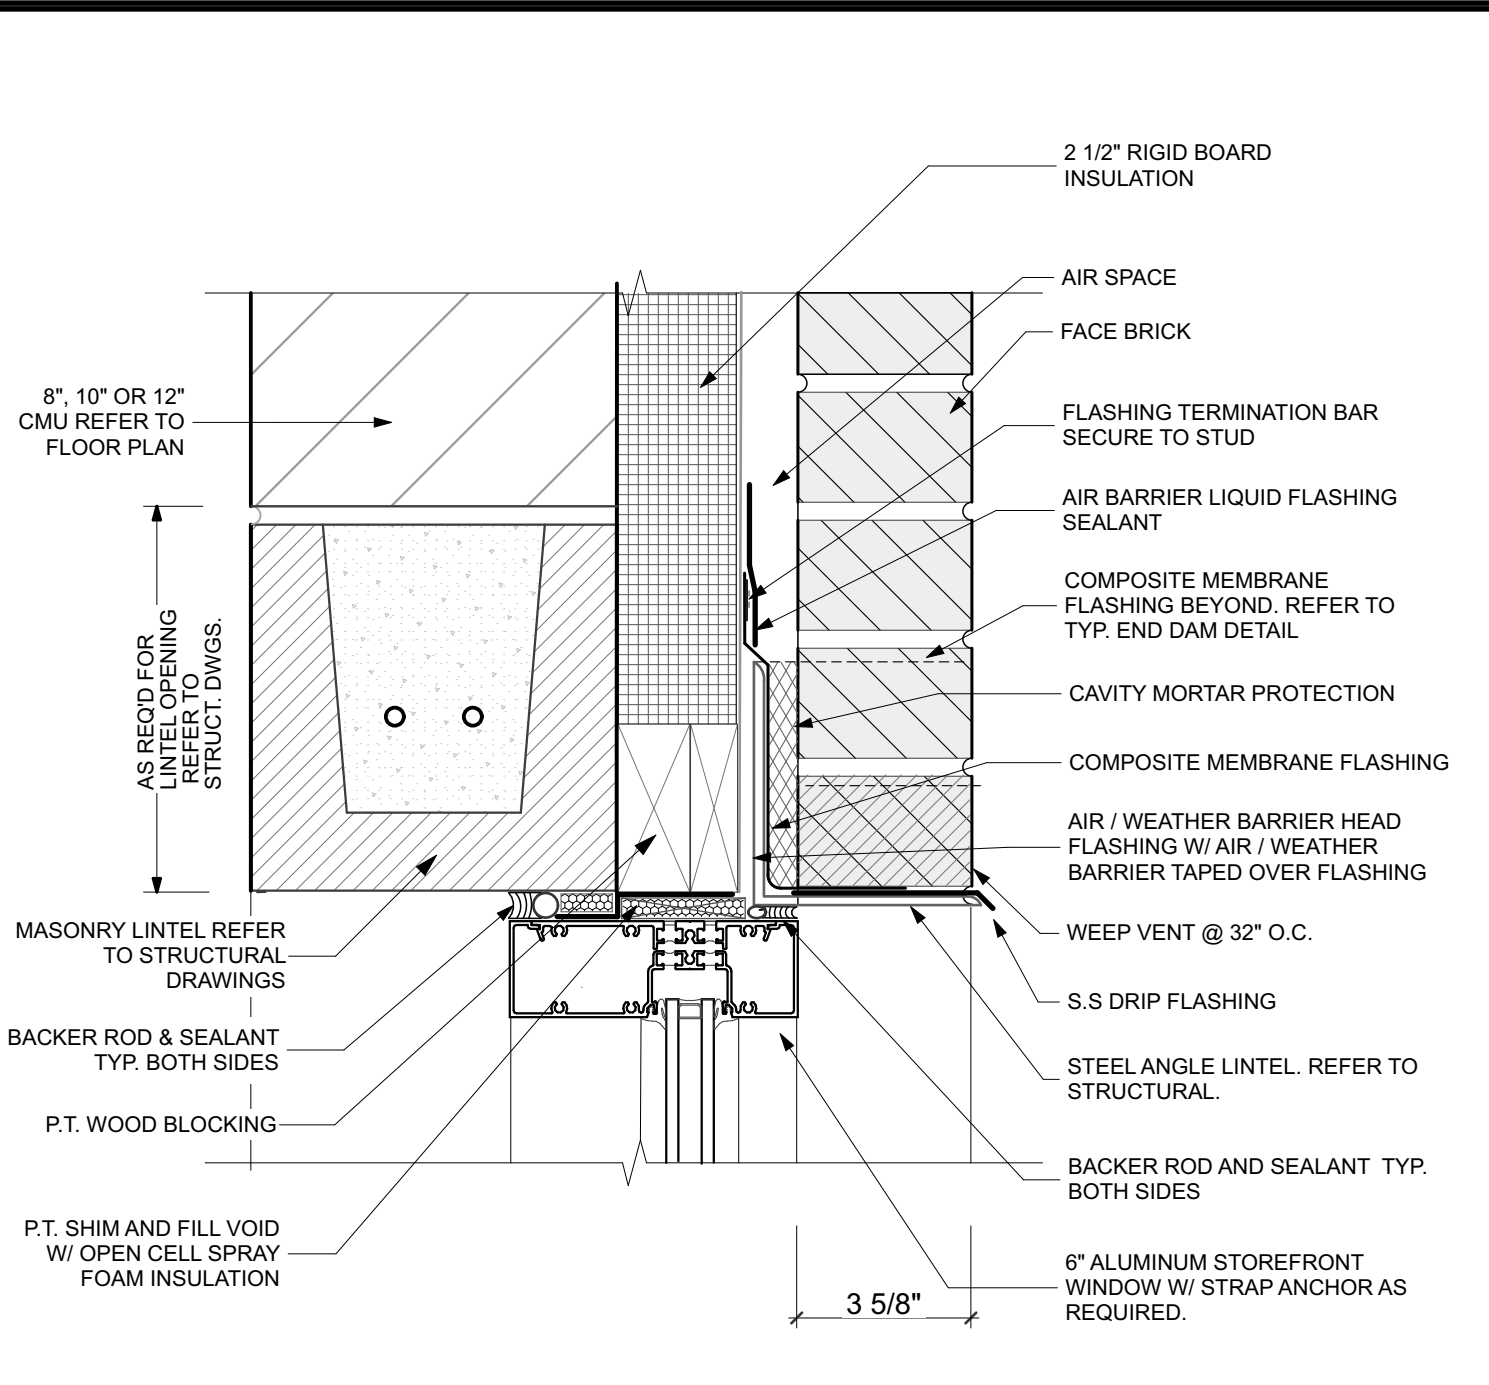 2 1/2" RIGID BOARD
INSULATION
AIR SPACE
FACE BRICK
FLASHING TERMINATION BAR
SECURE TO STUD
AIR BARRIER LIQUID FLASHING
SEALANT
COMPOSITE MEMBRANE
FLASHING BEYOND. REFER TO
TYP. END DAM DETAIL
CAVITY MORTAR PROTECTION
COMPOSITE MEMBRANE FLASHING
AIR / WEATHER BARRIER HEAD
FLASHING W/ AIR / WEATHER
BARRIER TAPED OVER FLASHING
WEEP VENT @ 32" O.C.
S.S DRIP FLASHING
STEEL ANGLE LINTEL. REFER TO
STRUCTURAL.
BACKER ROD AND SEALANT  TYP.
BOTH SIDES
6" ALUMINUM STOREFRONT
WINDOW W/ STRAP ANCHOR AS
REQUIRED.
3 5/8"
8", 10" OR 12"
CMU REFER TO
FLOOR PLAN
AS REQ'D FOR
LINTEL OPENING
REFER TO
STRUCT. DWGS.
MASONRY LINTEL REFER
TO STRUCTURAL
DRAWINGS
BACKER ROD & SEALANT
TYP. BOTH SIDES
P.T. WOOD BLOCKING
P.T. SHIM AND FILL VOID
W/ OPEN CELL SPRAY
FOAM INSULATION